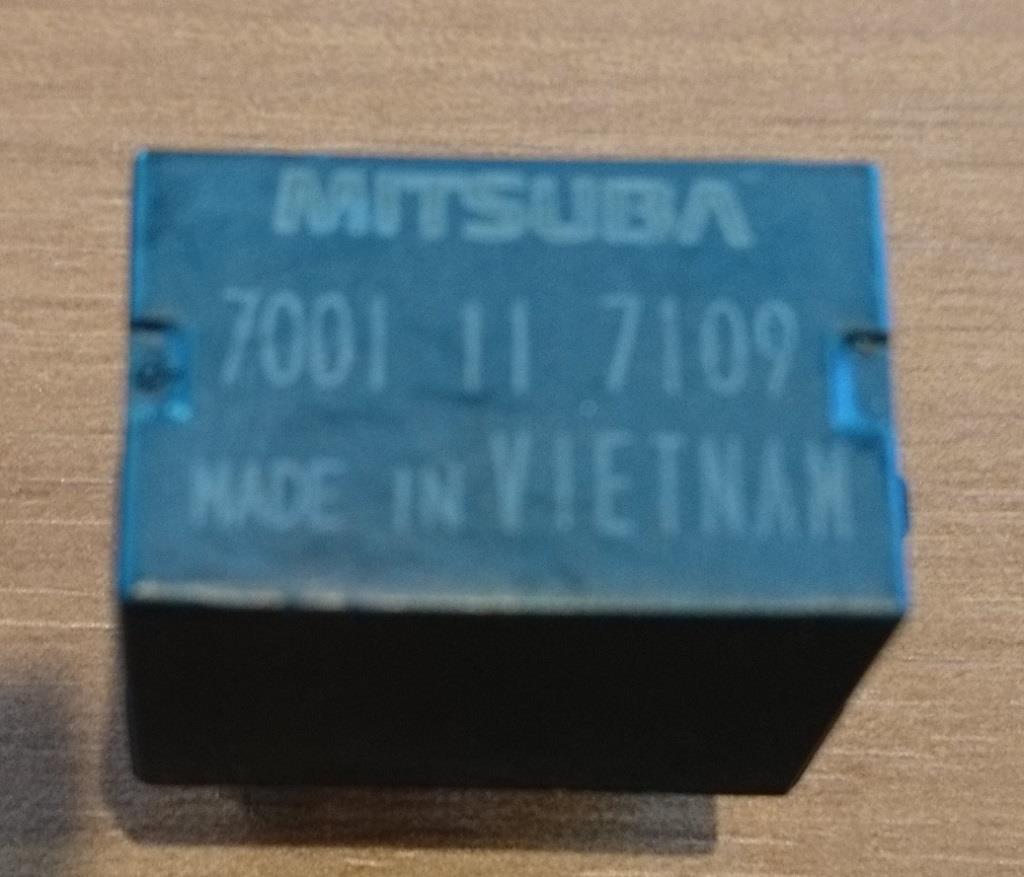 MITSUBA
7001 11 7109
MADE IN VIETNAM